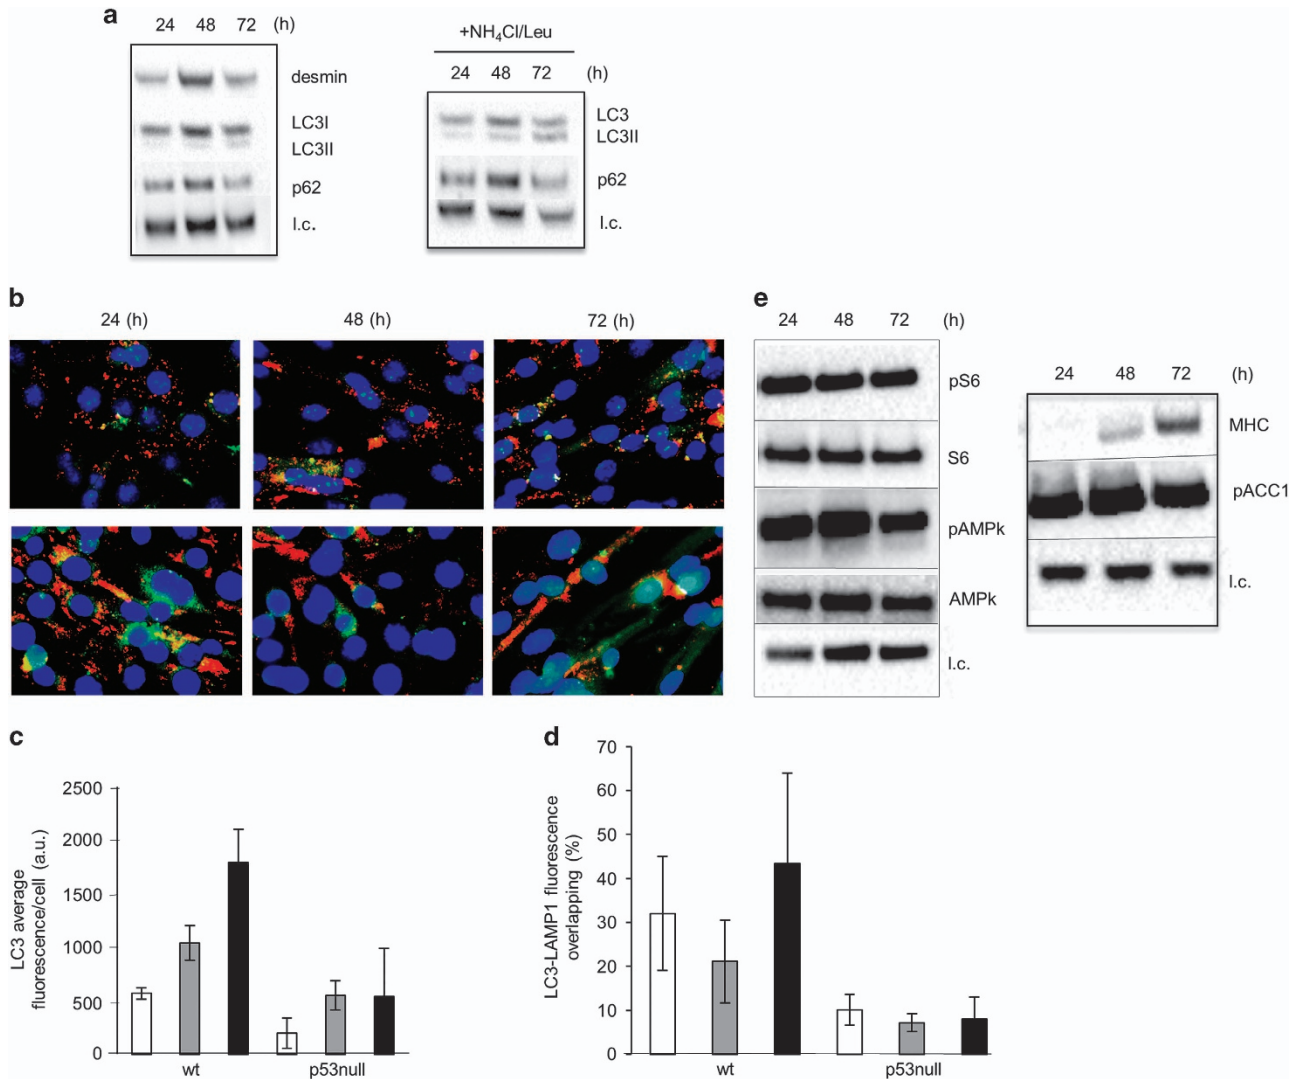 a
24 48 72 (h)
desmin
LC3I
LC3II
p62
l.c.
+NH₄Cl/Leu
24 48 72 (h)
LC3
LC3II
p62
l.c.
b
24 (h) 48 (h) 72 (h)
e
24 48 72 (h)
pS6
S6
pAMPk
AMPk
l.c.
24 48 72 (h)
MHC
pACC1
l.c.
c
LC3 average
fluorescence/cell (a.u.)
2500
2000
1500
1000
500
0
wt p53null
d
LC3-LAMP1 fluorescence
overlapping (%)
70
60
50
40
30
20
10
0
wt p53null